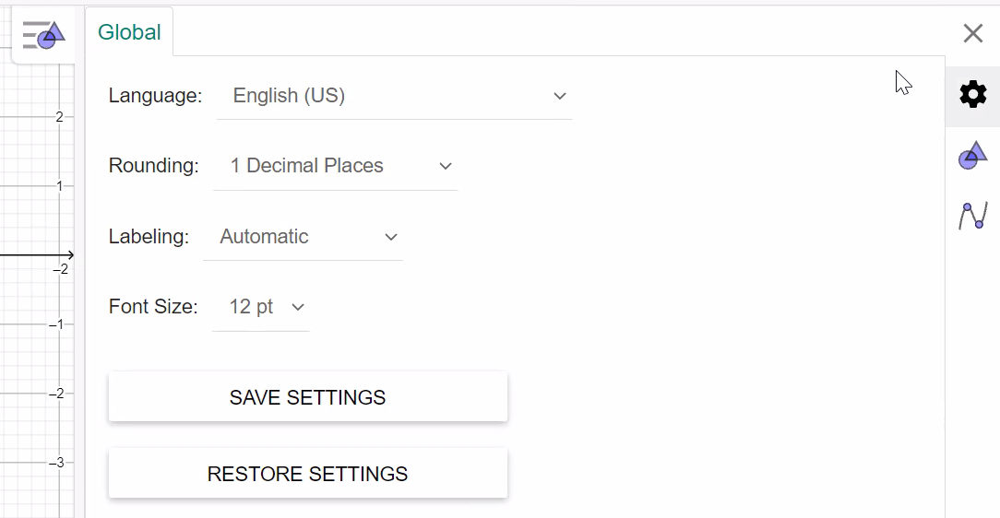 Global
Language: English (US)
Rounding: 1 Decimal Places
Labeling: Automatic
Font Size: 12 pt
SAVE SETTINGS
RESTORE SETTINGS
2
1
–2
–1
–2
–3